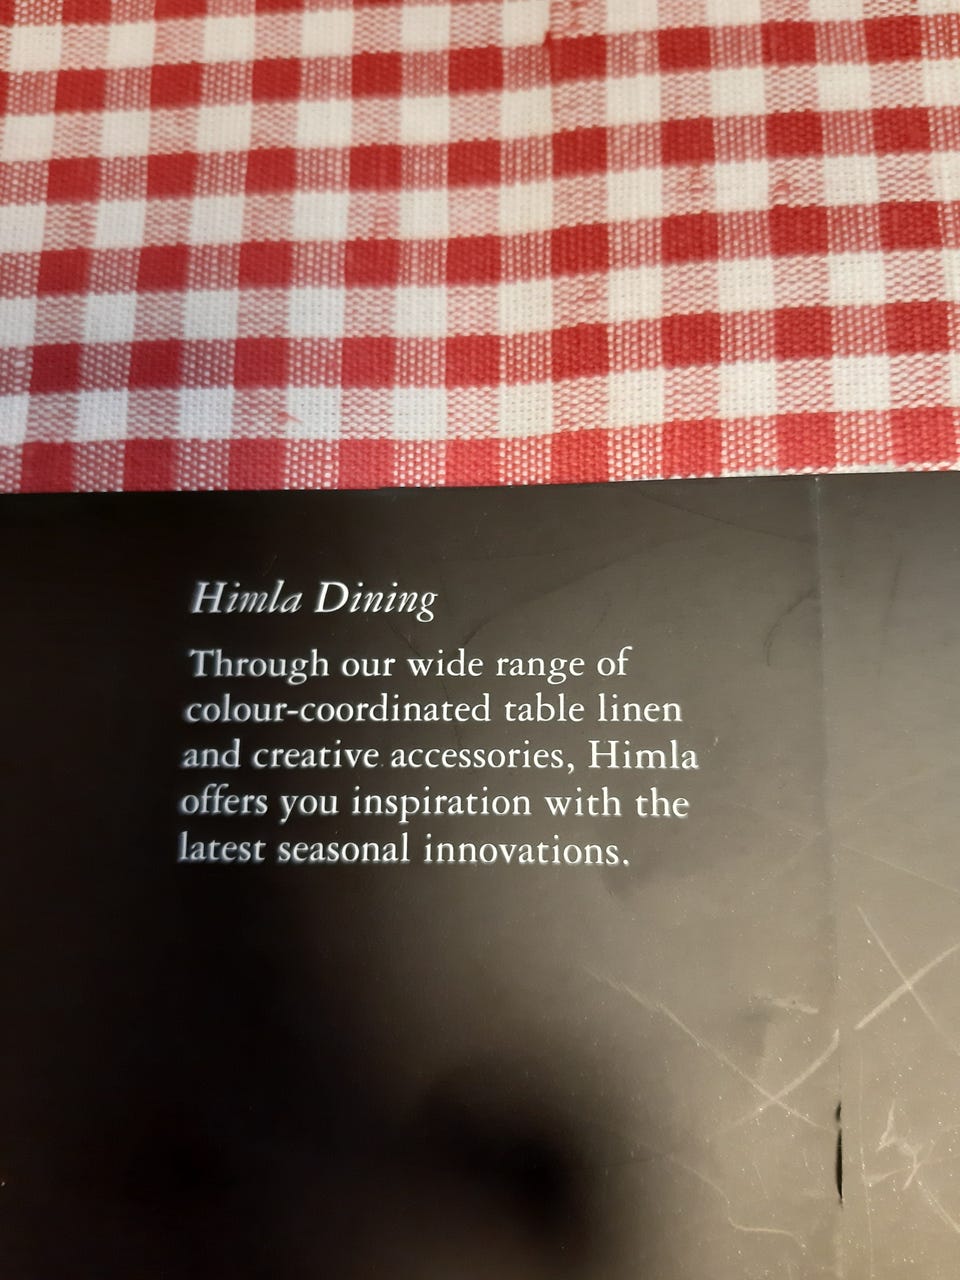 Himla Dining
Through our wide range of
colour-coordinated table linen
and creative accessories, Himla
offers you inspiration with the
latest seasonal innovations.